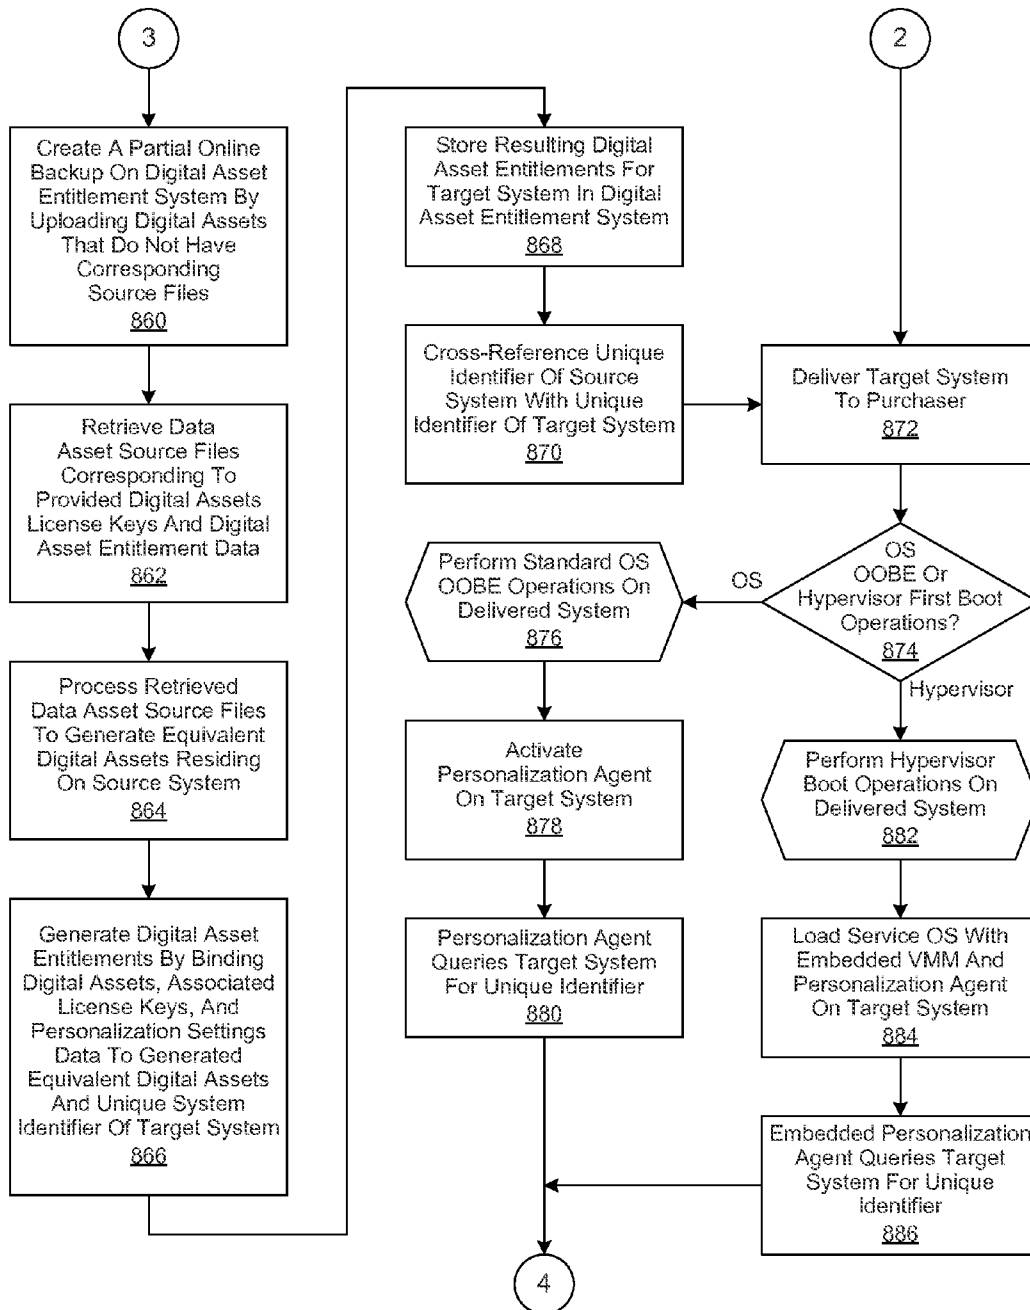 3
Create A Partial Online
Backup On Digital Asset
Entitlement System By
Uploading Digital Assets
That Do Not Have
Corresponding
Source Files
860
Retrieve Data
Asset Source Files
Corresponding To
Provided Digital Assets
License Keys And Digital
Asset Entitlement Data
862
Process Retrieved
Data Asset Source Files
To Generate Equivalent
Digital Assets Residing
On Source System
864
Generate Digital Asset
Entitlements By Binding
Digital Assets, Associated
License Keys, And
Personalization Settings
Data To Generated
Equivalent Digital Assets
And Unique System
Identifier Of Target System
866
Store Resulting Digital
Asset Entitlements For
Target System In Digital
Asset Entitlement System
868
Cross-Reference Unique
Identifier Of Source
System With Unique
Identifier Of Target System
870
2
Deliver Target System
To Purchaser
872
OS
OOBE Or
Hypervisor First Boot
Operations?
874
OS
Hypervisor
Perform Standard OS
OOBE Operations On
Delivered System
876
Activate
Personalization Agent
On Target System
878
Personalization Agent
Queries Target System
For Unique Identifier
880
Perform Hypervisor
Boot Operations On
Delivered System
882
Load Service OS With
Embedded VMM And
Personalization Agent
On Target System
884
Embedded Personalization
Agent Queries Target
System For Unique
Identifier
886
4